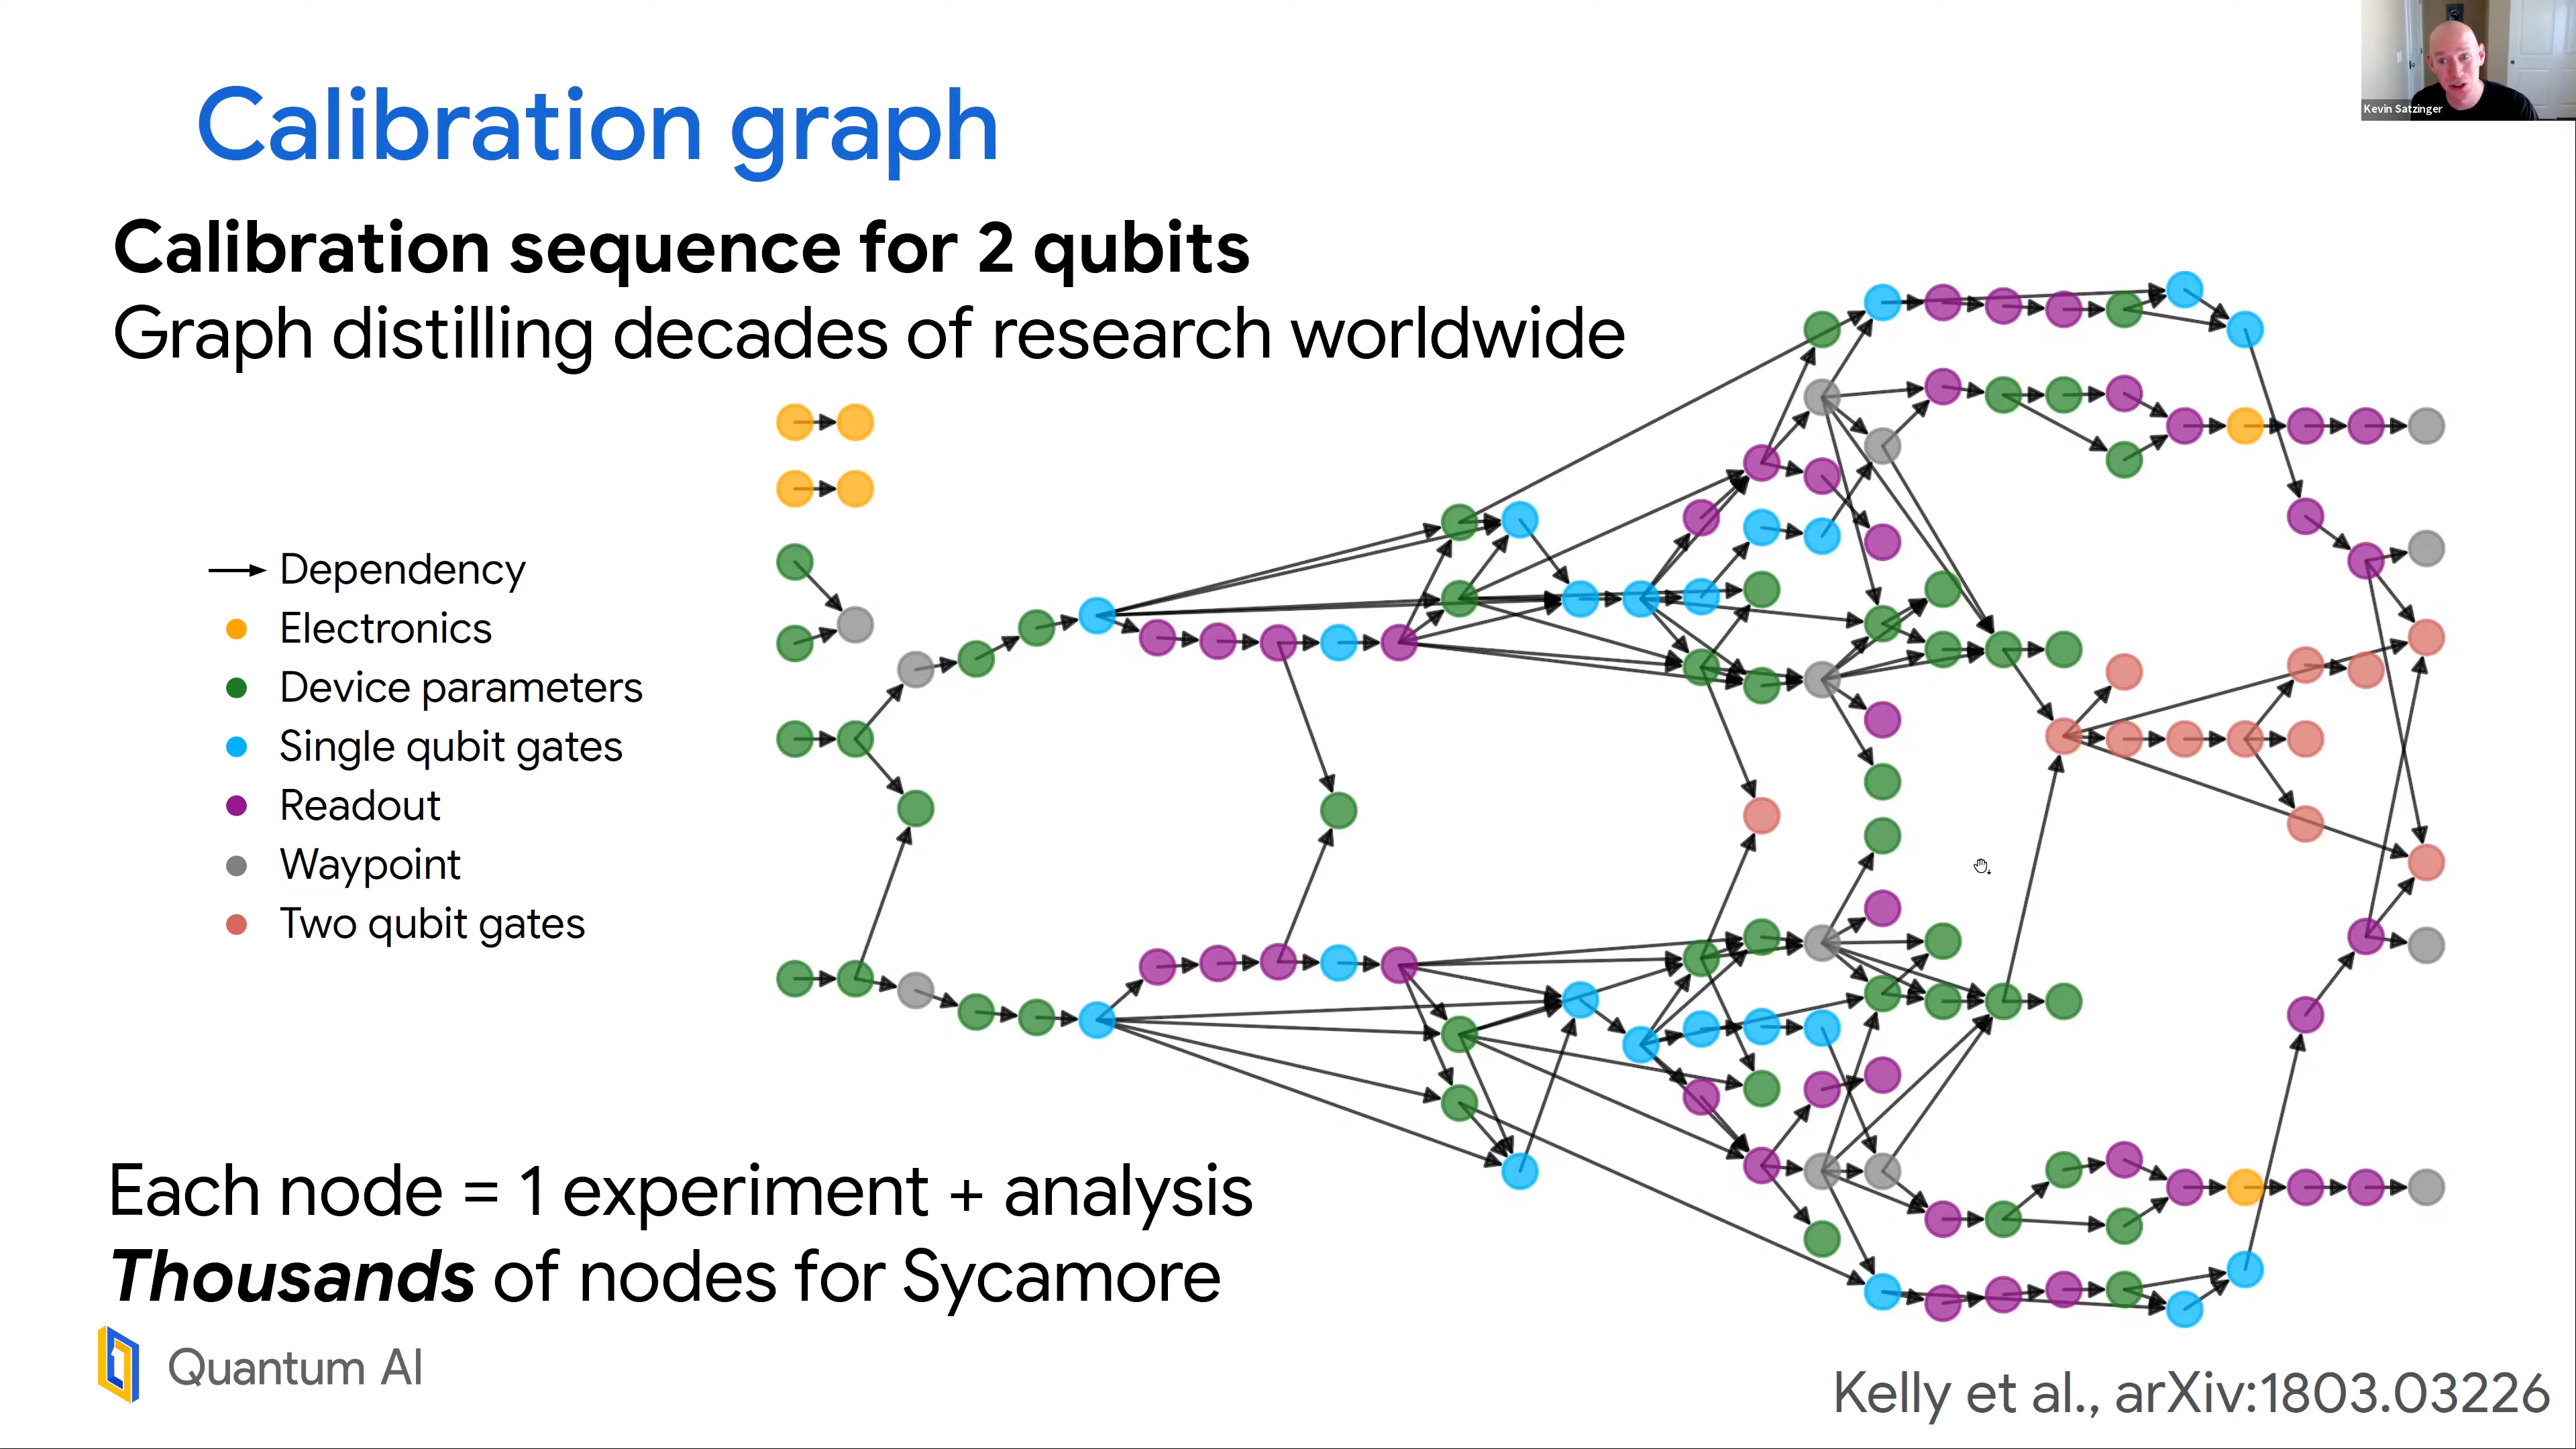 Kevin Satzinger
Calibration graph
Calibration sequence for 2 qubits
Graph distilling decades of research worldwide
Dependency
Electronics
Device parameters
Single qubit gates
Readout
Waypoint
Two qubit gates
Each node = 1 experiment + analysis
Thousands of nodes for Sycamore
Quantum AI
Kelly et al., arXiv:1803.03226